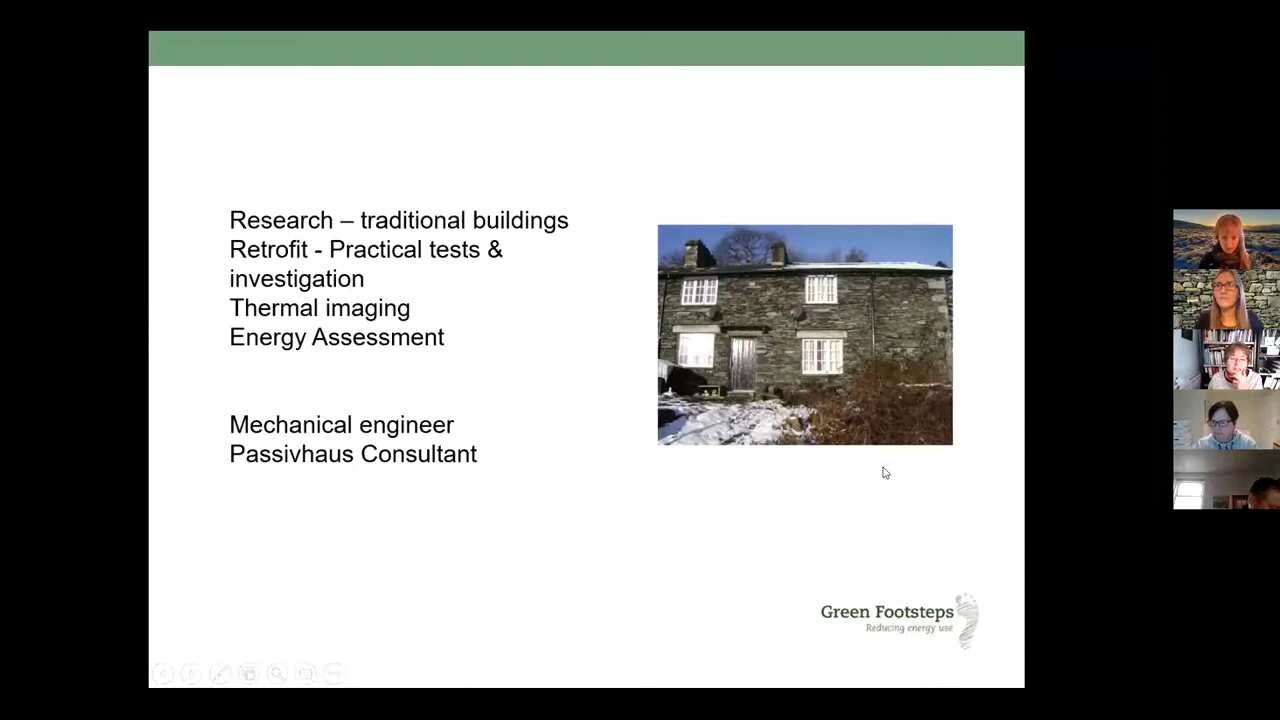 Research – traditional buildings
Retrofit - Practical tests &
investigation
Thermal imaging
Energy Assessment
Mechanical engineer
Passivhaus Consultant
Green Footsteps
Reducing energy use